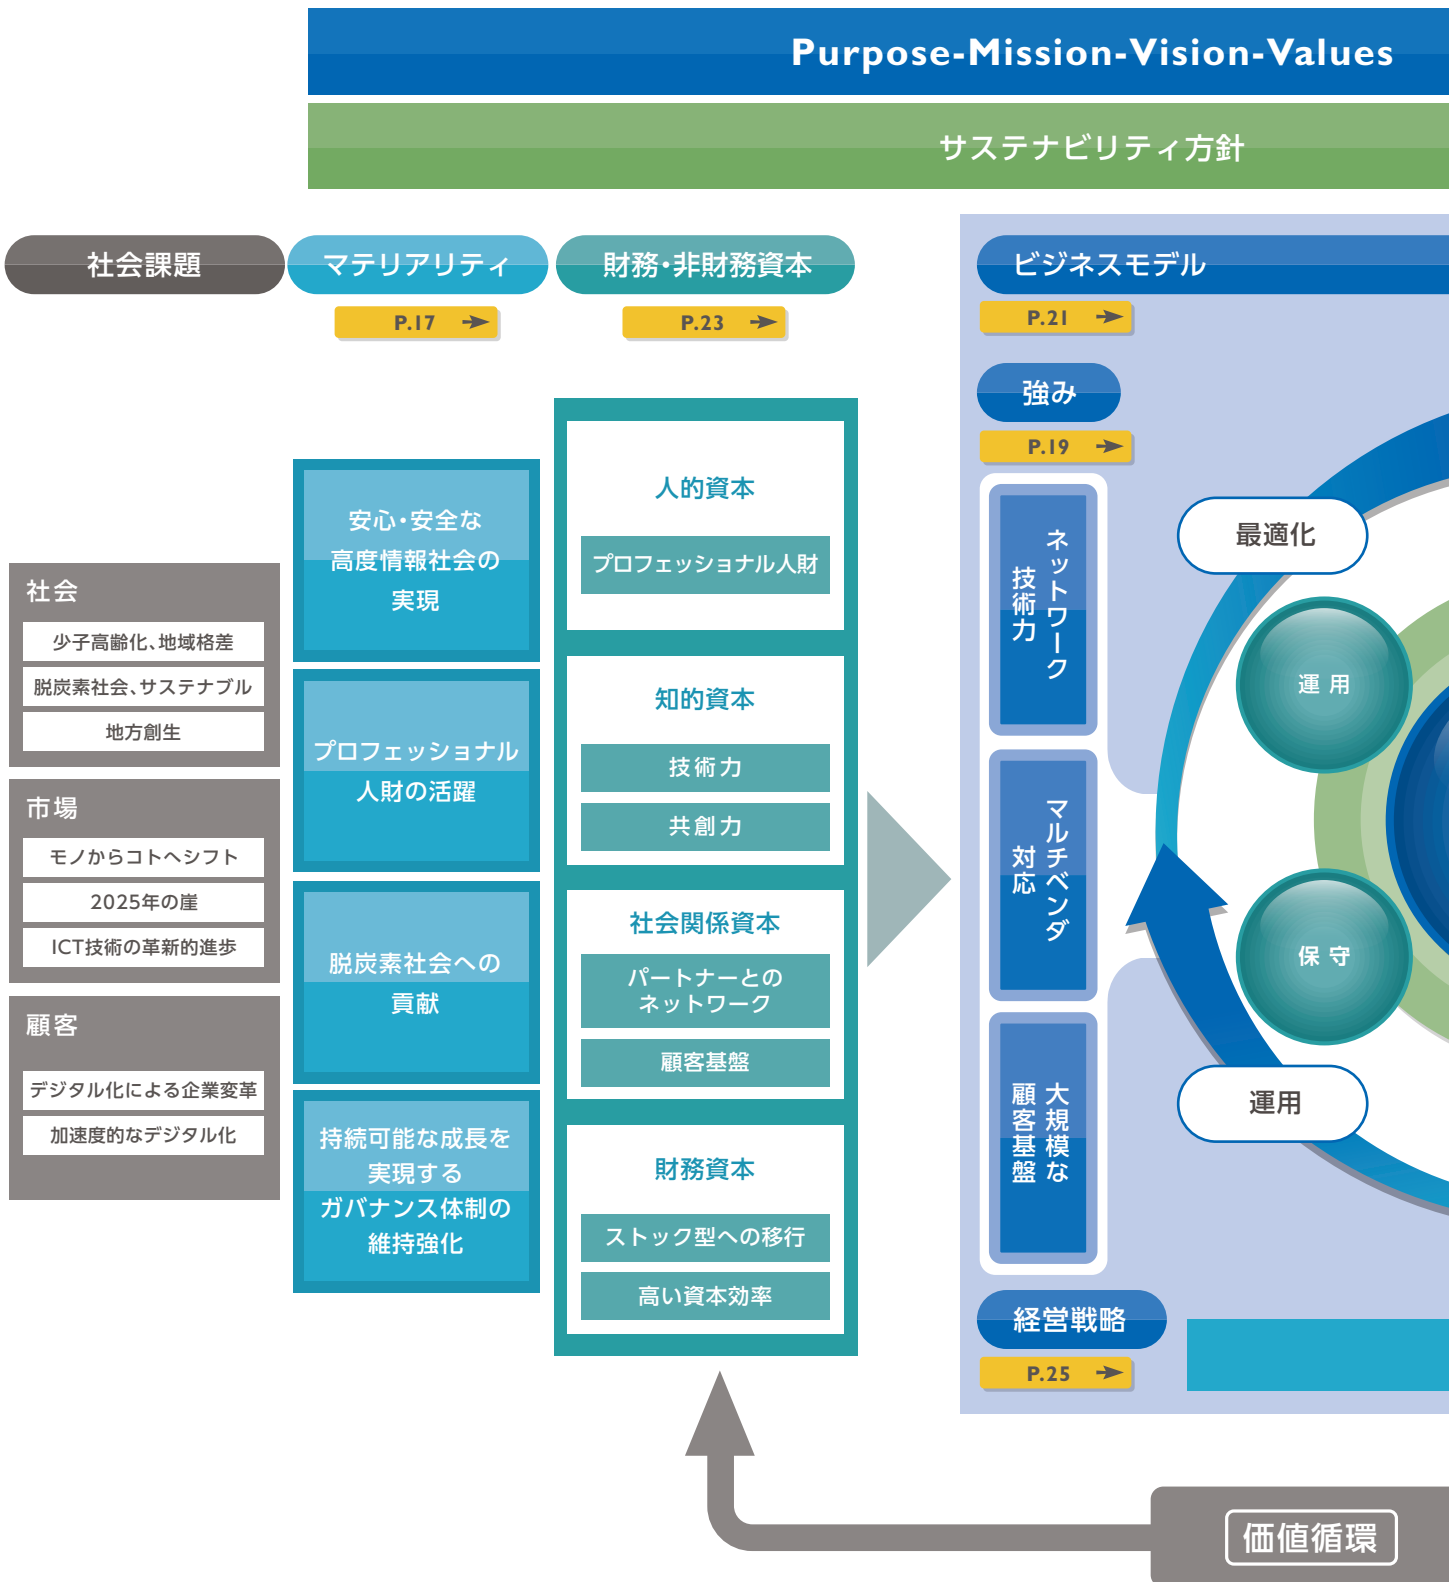 Purpose-Mission-Vision-Values
サステナビリティ方針
社会課題
マテリアリティ
P.17
財務・非財務資本
P.23
ビジネスモデル
P.21
強み
P.19
社会
少子高齢化、地域格差
脱炭素社会、サステナブル
地方創生
市場
モノからコトへシフト
2025年の崖
ICT技術の革新的進歩
顧客
デジタル化による企業変革
加速度的なデジタル化
安心・安全な
高度情報社会の
実現
プロフェッショナル
人財の活躍
脱炭素社会への
貢献
持続可能な成長を
実現する
ガバナンス体制の
維持強化
人的資本
プロフェッショナル人財
知的資本
技術力
共創力
社会関係資本
パートナーとの
ネットワーク
顧客基盤
財務資本
ストック型への移行
高い資本効率
ネットワーク
技術力
マルチベンダ
対応
大規模な
顧客基盤
最適化
運用
保守
運用
経営戦略
P.25
価値循環